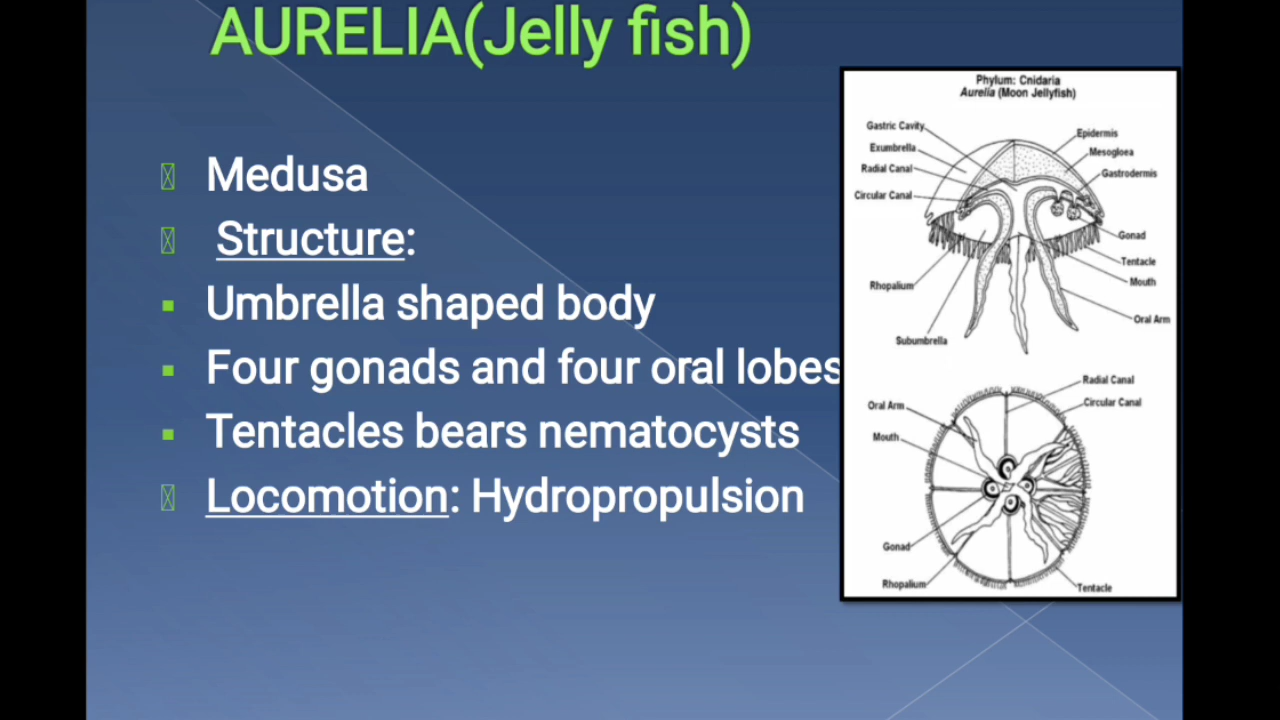 AURELIA(Jelly fish)
Medusa
Structure:
Umbrella shaped body
Four gonads and four oral lobes
Tentacles bears nematocysts
Locomotion: Hydropropulsion
Phylum: Cnidaria
Aurelia (Moon Jellyfish)
Gastric Cavity
Exumbrella
Radial Canal
Circular Canal
Rhopalium
Subumbrella
Epidermis
Mesogloea
Gastrodermis
Gonad
Tentacle
Mouth
Oral Arm
Oral Arm
Mouth
Gonad
Rhopalium
Radial Canal
Circular Canal
Tentacle